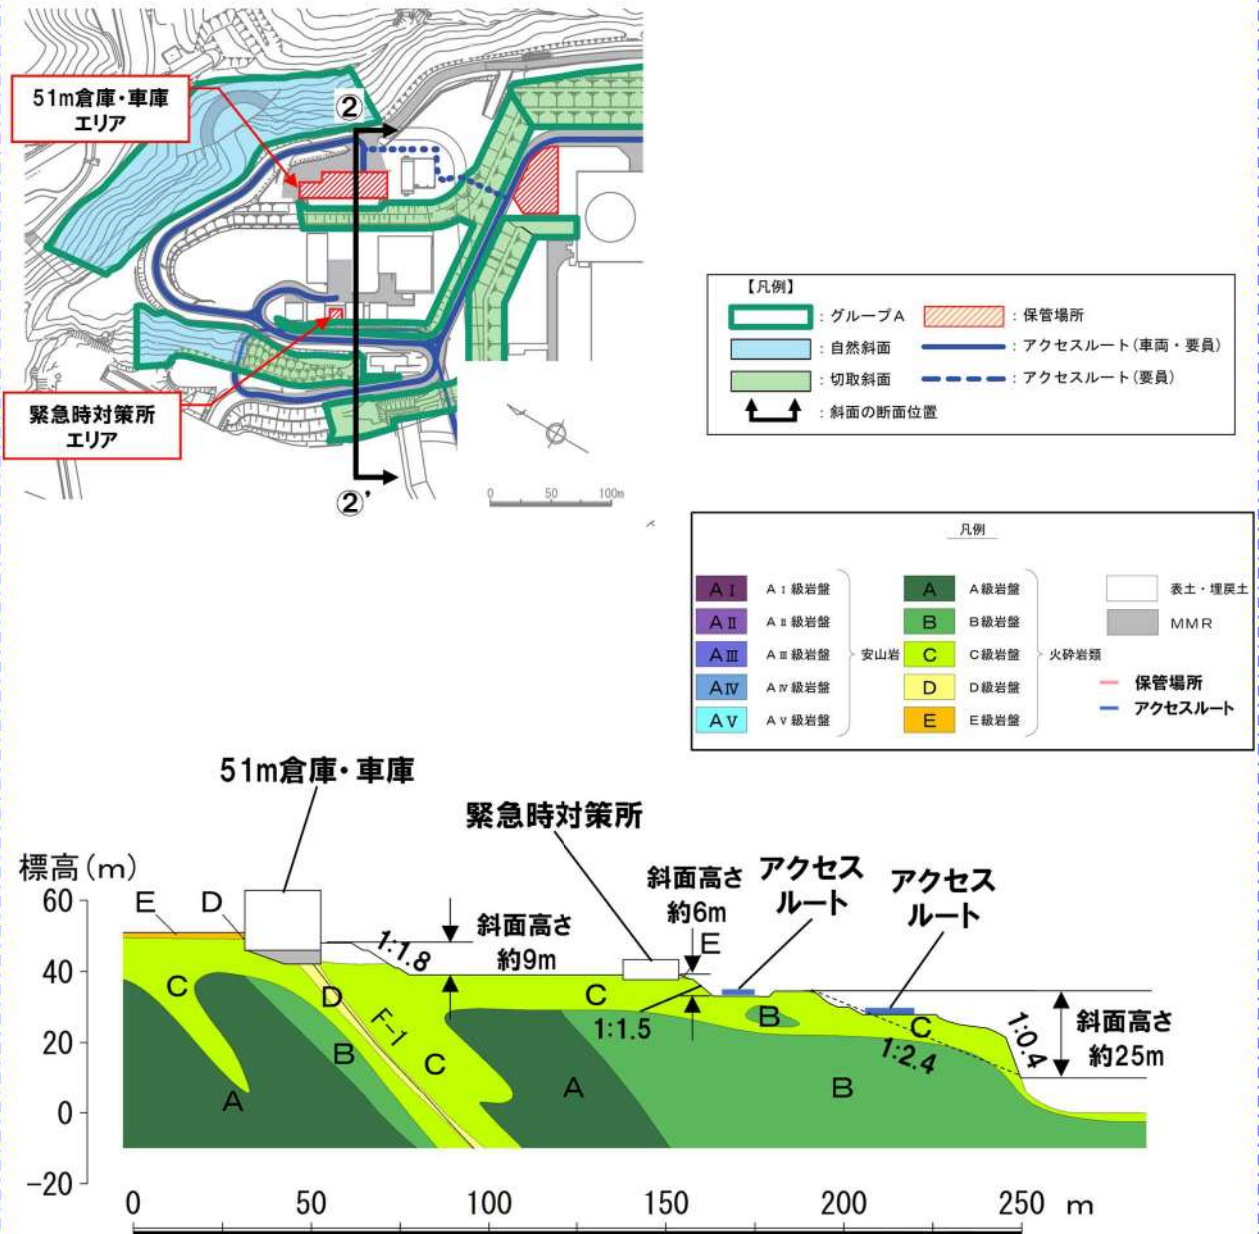 51m倉庫・車庫
エリア
②
緊急時対策所
エリア
②'
0 50 100m
【凡例】
：グループA
：保管場所
：自然斜面
：アクセスルート(車両・要員)
：切取斜面
：アクセスルート(要員)
：斜面の断面位置
凡例
AⅠ AⅠ級岩盤
AⅡ AⅡ級岩盤
AⅢ AⅢ級岩盤
AⅣ AⅣ級岩盤
AⅤ AⅤ級岩盤
安山岩
A A級岩盤
B B級岩盤
C C級岩盤
D D級岩盤
E E級岩盤
火砕岩類
表土・埋戻土
MMR
保管場所
アクセスルート
51m倉庫・車庫
緊急時対策所
標高(m)
斜面高さ
約6m
アクセス
ルート
アクセス
ルート
60
40
20
0
-20
E
D
1:1.8
斜面高さ
約9m
E
C
D
F-1
C
C
1:1.5
B
C
1:0.4
1:2.4
斜面高さ
約25m
A
B
A
B
0 50 100 150 200 250 m